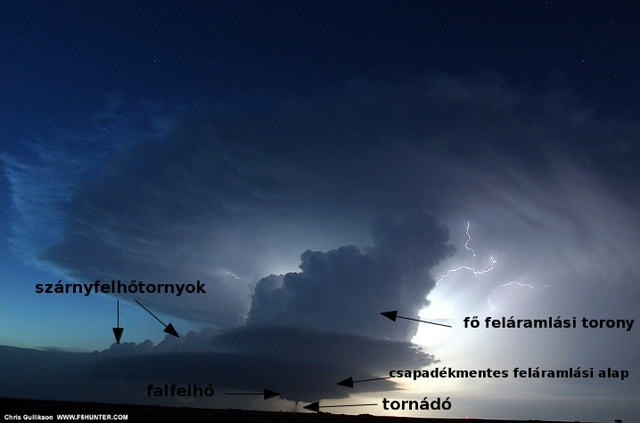 szárnyfelhőtornyok
fő feláramlási torony
csapadékmentes feláramlási alap
falfelhő
tornádó
Chris Gullikson WWW.F5HUNTER.COM